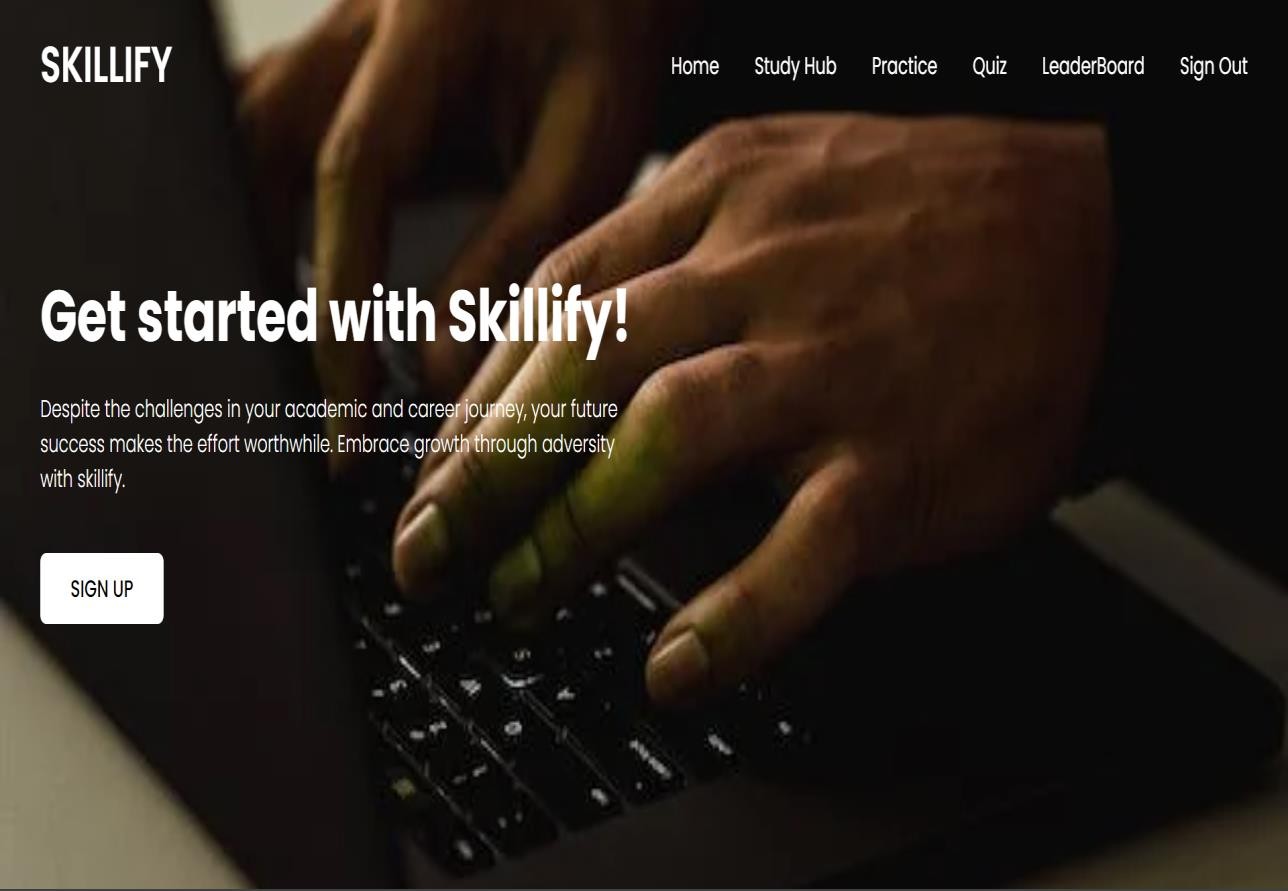 SKILLIFY
Home Study Hub Practice Quiz LeaderBoard Sign Out
Get started with Skillify!
Despite the challenges in your academic and career journey, your future
success makes the effort worthwhile. Embrace growth through adversity
with skillify.
SIGN UP